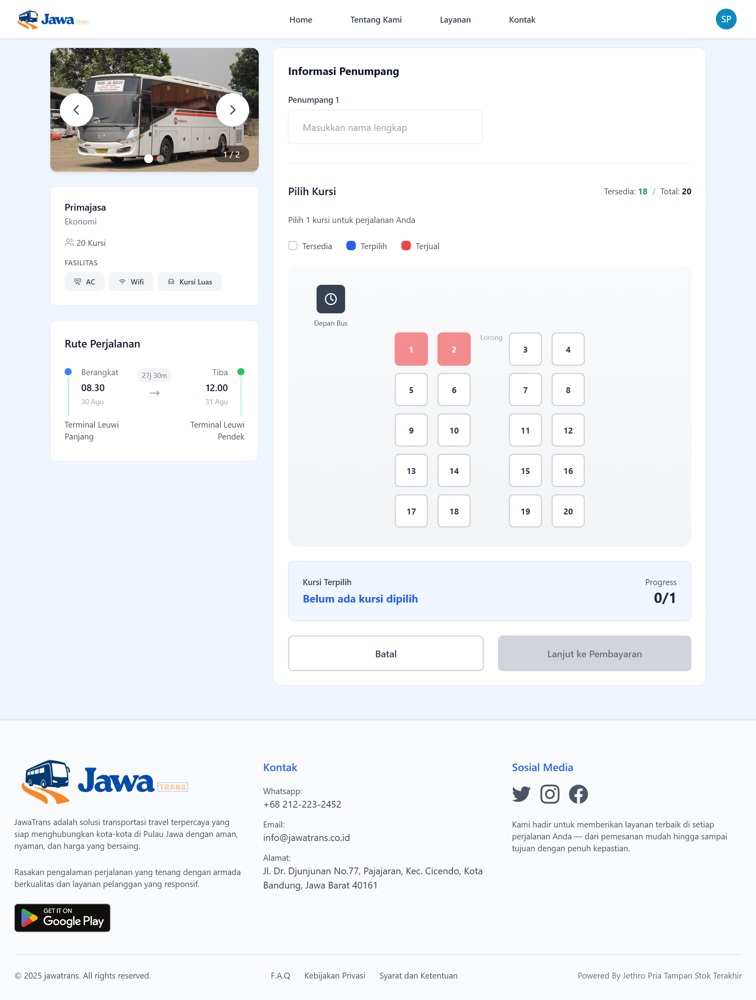 Jawa TRANS
Home
Tentang Kami
Layanan
Kontak
SP
TASIK - LB. BULUS
PRIMAJASA
1 / 2
Primajasa
Ekonomi
20 Kursi
FASILITAS
AC
Wifi
Kursi Luas
Rute Perjalanan
Berangkat
08.30
30 Agu
27j 30m
Tiba
12.00
31 Agu
Terminal Leuwi
Panjang
Terminal Leuwi
Pendek
Informasi Penumpang
Penumpang 1
Masukkan nama lengkap
Pilih Kursi
Tersedia: 18 / Total: 20
Pilih 1 kursi untuk perjalanan Anda
Tersedia
Terpilih
Terjual
Depan Bus
1 2 Lorong 3 4
5 6 7 8
9 10 11 12
13 14 15 16
17 18 19 20
Kursi Terpilih
Belum ada kursi dipilih
Progress
0/1
Batal
Lanjut ke Pembayaran
Jawa TRANS
JawaTrans adalah solusi transportasi travel terpercaya yang
siap menghubungkan kota-kota di Pulau Jawa dengan aman,
nyaman, dan harga yang bersaing.
Rasakan pengalaman perjalanan yang tenang dengan armada
berkualitas dan layanan pelanggan yang responsif.
GET IT ON
Google Play
Kontak
Whatsapp:
+68 212-223-2452
Email:
info@jawatrans.co.id
Alamat:
Jl. Dr. Djunjunan No.77, Pajajaran, Kec. Cicendo, Kota
Bandung, Jawa Barat 40161
Sosial Media
Kami hadir untuk memberikan layanan terbaik di setiap
perjalanan Anda — dari pemesanan mudah hingga sampai
tujuan dengan penuh kepastian.
© 2025 jawatrans. All rights reserved.
F.A.Q
Kebijakan Privasi
Syarat dan Ketentuan
Powered By Jethro Pria Tampan Stok Terakhir